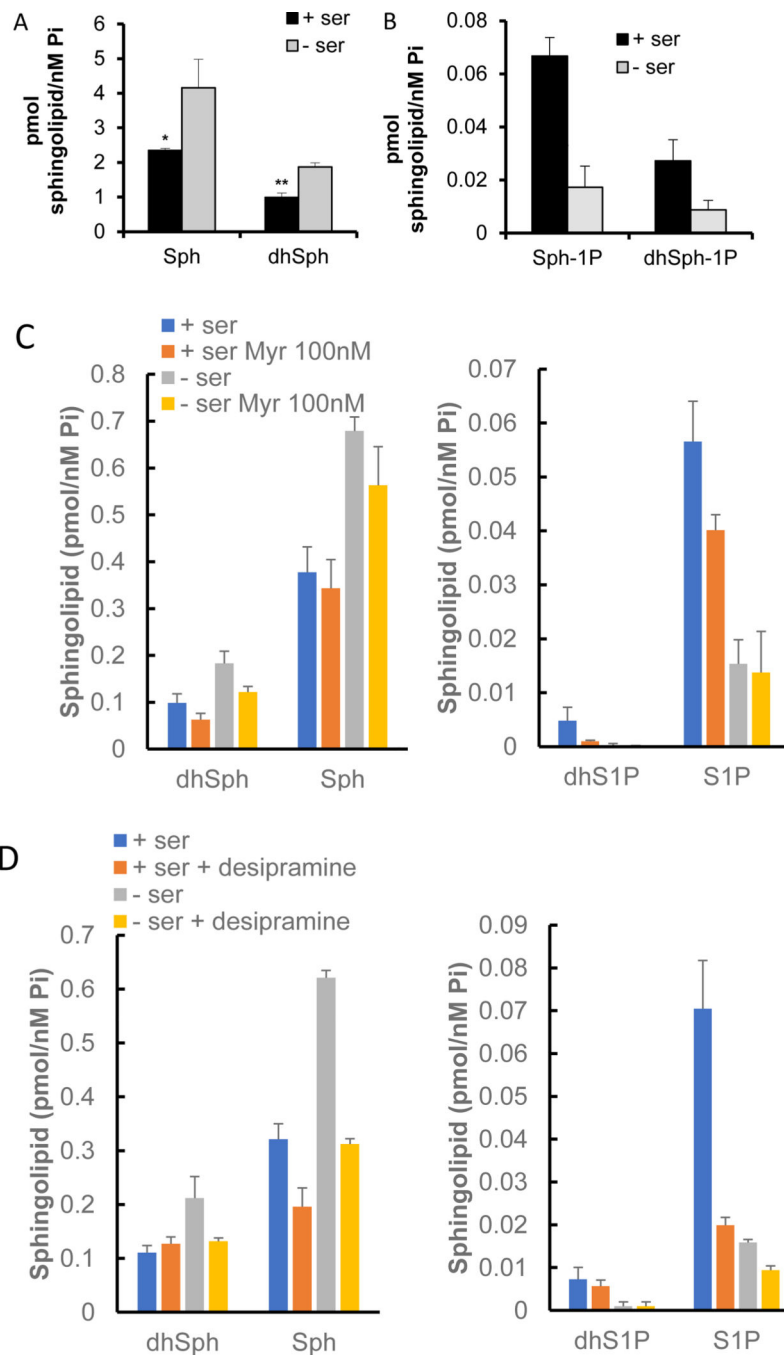 A
pmol
sphingolipid/nM Pi
6
5
4
3
2
1
0
+ ser
- ser
*
**
Sph
dhSph
B
pmol
sphingolipid/nM Pi
0.08
0.06
0.04
0.02
0
+ ser
- ser
Sph-1P
dhSph-1P
C
+ ser
+ ser Myr 100nM
- ser
- ser Myr 100nM
Sphingolipid (pmol/nM Pi)
0.8
0.7
0.6
0.5
0.4
0.3
0.2
0.1
0
dhSph
Sph
Sphingolipid (pmol/nM Pi)
0.07
0.06
0.05
0.04
0.03
0.02
0.01
0
dhS1P
S1P
D
+ ser
+ ser + desipramine
- ser
- ser + desipramine
Sphingolipid (pmol/nM Pi)
0.7
0.6
0.5
0.4
0.3
0.2
0.1
0
dhSph
Sph
Sphingolipid (pmol/nM Pi)
0.09
0.08
0.07
0.06
0.05
0.04
0.03
0.02
0.01
0
dhS1P
S1P